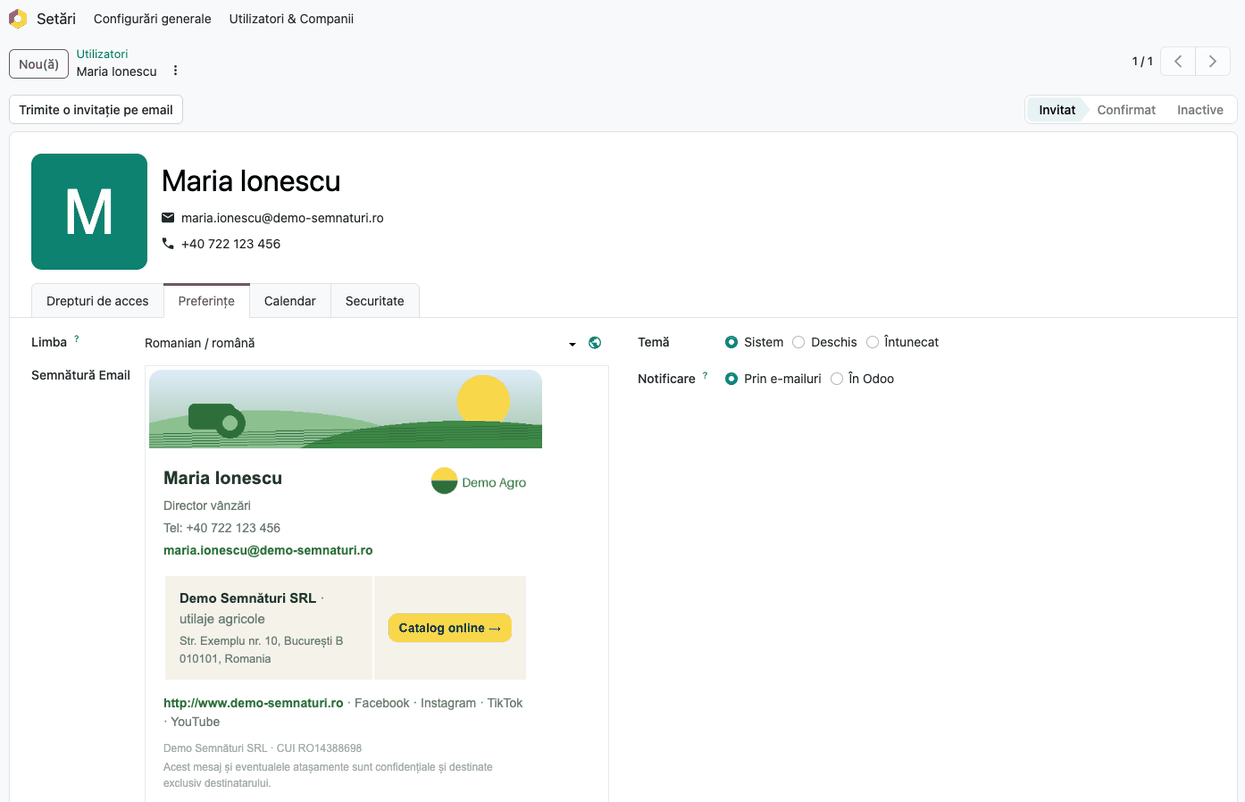 Setări Configurări generale Utilizatori & Companii
Nou(ă)
Utilizatori
Maria Ionescu
1 / 1
Trimite o invitație pe email
Invitat Confirmat Inactive
M
Maria Ionescu
maria.ionescu@demo-semnaturi.ro
+40 722 123 456
Drepturi de acces Preferințe Calendar Securitate
Limba ? Romanian / română
Temă Sistem Deschis Întunecat
Semnătură Email
Notificare ? Prin e-mailuri În Odoo
Maria Ionescu
Demo Agro
Director vânzări
Tel: +40 722 123 456
maria.ionescu@demo-semnaturi.ro
Demo Semnături SRL ·
utilaje agricole
Str. Exemplu nr. 10, București B
010101, Romania
Catalog online →
http://www.demo-semnaturi.ro · Facebook · Instagram · TikTok
· YouTube
Demo Semnături SRL · CUI RO14388698
Acest mesaj și eventualele atașamente sunt confidențiale și destinate
exclusiv destinatarului.